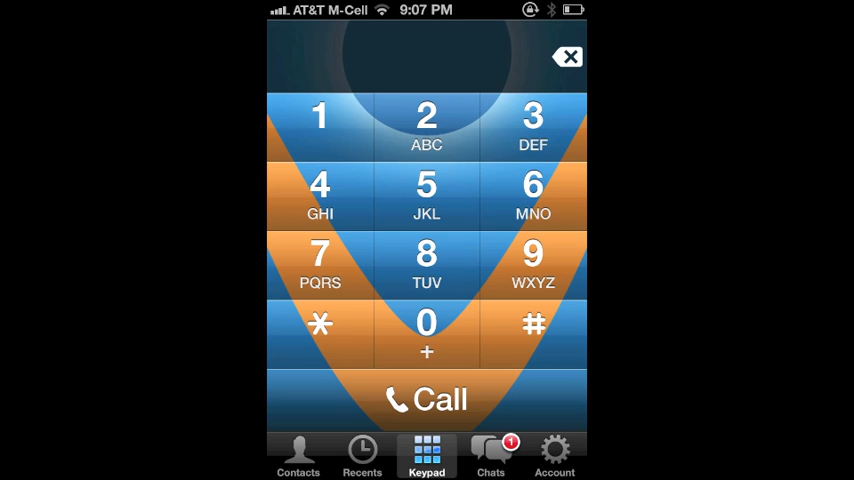 AT&T M-Cell 9:07 PM
1 2 3
ABC DEF
4 5 6
GHI JKL MNO
7 8 9
PQRS TUV WXYZ
* 0 #
+
Call
1
Contacts Recents Keypad Chats Account